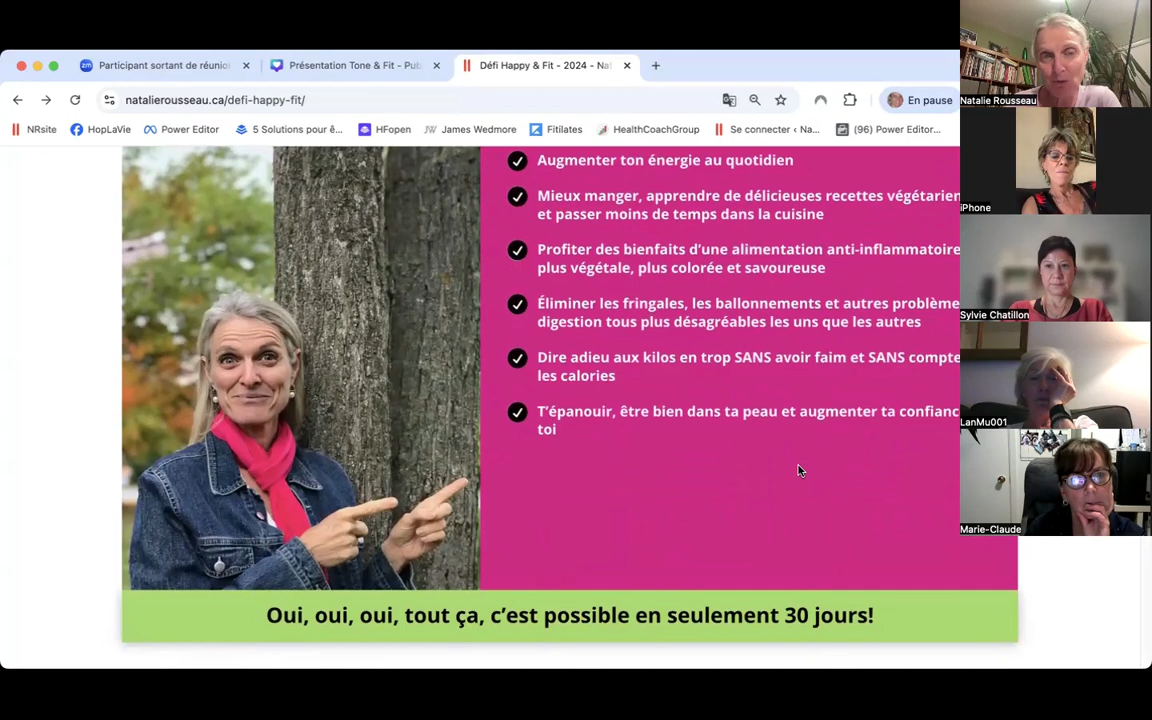 Participant sortant de réunio
Présentation Tone & Fit - Pub
Défi Happy & Fit - 2024 - Nat
natalierousseau.ca/defi-happy-fit/
En pause
NRsite
HopLaVie
Power Editor
5 Solutions pour ê...
HFopen
James Wedmore
Fitilates
HealthCoachGroup
Se connecter ‹ Na...
(96) Power Editor...
Augmenter ton énergie au quotidien
Mieux manger, apprendre de délicieuses recettes végétarien
et passer moins de temps dans la cuisine
Profiter des bienfaits d’une alimentation anti-inflammatoire
plus végétale, plus colorée et savoureuse
Éliminer les fringales, les ballonnements et autres problème
digestion tous plus désagréables les uns que les autres
Dire adieu aux kilos en trop SANS avoir faim et SANS compte
les calories
T’épanouir, être bien dans ta peau et augmenter ta confianc
toi
Oui, oui, oui, tout ça, c’est possible en seulement 30 jours!
Natalie Rousseau
iPhone
Sylvie Chatillon
LanMu001
Marie-Claude